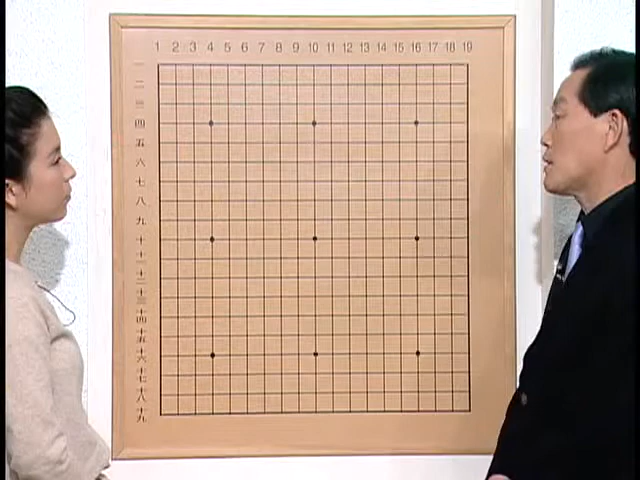 1 2 3 4 5 6 7 8 9 10 11 12 13 14 15 16 17 18 19
一
二
三
四
五
六
七
八
九
十
十一
十二
十三
十四
十五
十六
十七
十八
十九